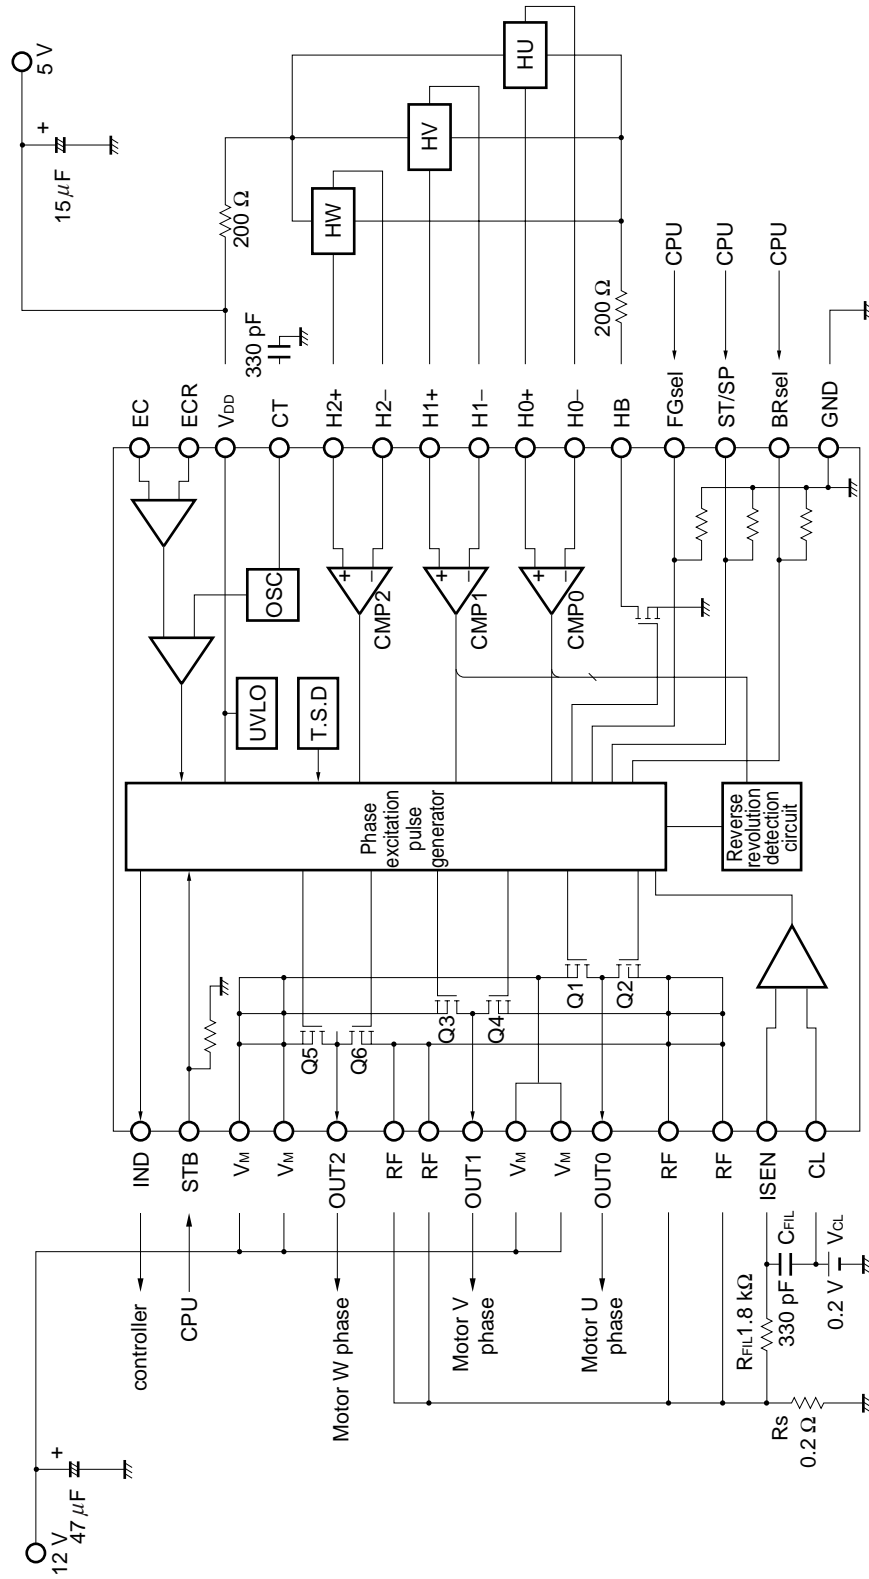 5 V
+
15 μF
200 Ω
HU
HV
HW
330 pF
200 Ω
CPU
CPU
CPU
EC
ECR
VDD
CT
H2+
H2–
H1+
H1–
H0+
H0–
HB
FGsel
ST/SP
BRsel
GND
OSC
+
–
CMP2
+
–
CMP1
+
–
CMP0
UVLO
T.S.D
Phase
excitation
pulse
generator
Reverse
revolution
detection
circuit
Q1
Q2
Q3
Q4
Q5
Q6
IND
STB
VM
VM
OUT2
RF
RF
OUT1
VM
VM
OUT0
RF
RF
ISEN
CL
controller
CPU
Motor W phase
Motor V
phase
Motor U
phase
RFIL 1.8 kΩ
CFIL
330 pF
VCL
0.2 V
Rs
0.2 Ω
12 V
+
47 μF